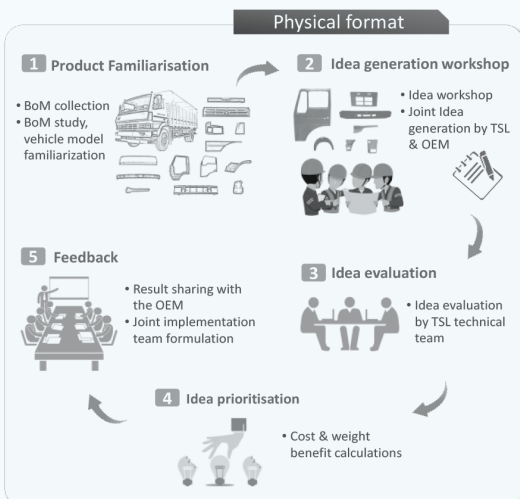 Physical format
1 Product Familiarisation
• BoM collection
• BoM study,
vehicle model
familiarization
2 Idea generation workshop
• Idea workshop
• Joint Idea
generation by TSL
& OEM
3 Idea evaluation
• Idea evaluation
by TSL technical
team
4 Idea prioritisation
• Cost & weight
benefit calculations
5 Feedback
• Result sharing with
the OEM
• Joint implementation
team formulation